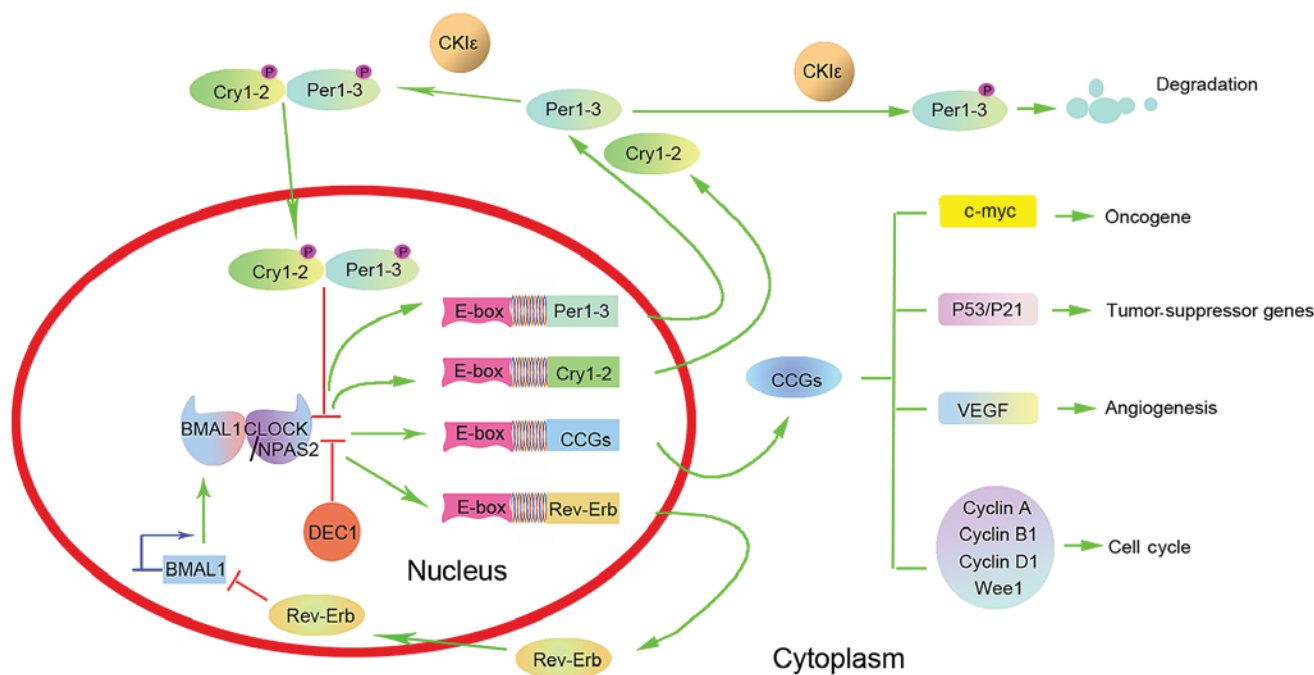 CKIε
CKIε
P
P
Cry1-2
Per1-3
Per1-3
P
Per1-3
Degradation
Cry1-2
c-myc
Oncogene
P
P
Cry1-2
Per1-3
E-box
Per1-3
P53/P21
Tumor-suppressor genes
E-box
Cry1-2
CCGs
BMAL1
CLOCK
/NPAS2
E-box
CCGs
VEGF
Angiogenesis
E-box
Rev-Erb
DEC1
Cyclin A
Cyclin B1
Cyclin D1
Wee1
Cell cycle
BMAL1
Nucleus
Rev-Erb
Rev-Erb
Cytoplasm